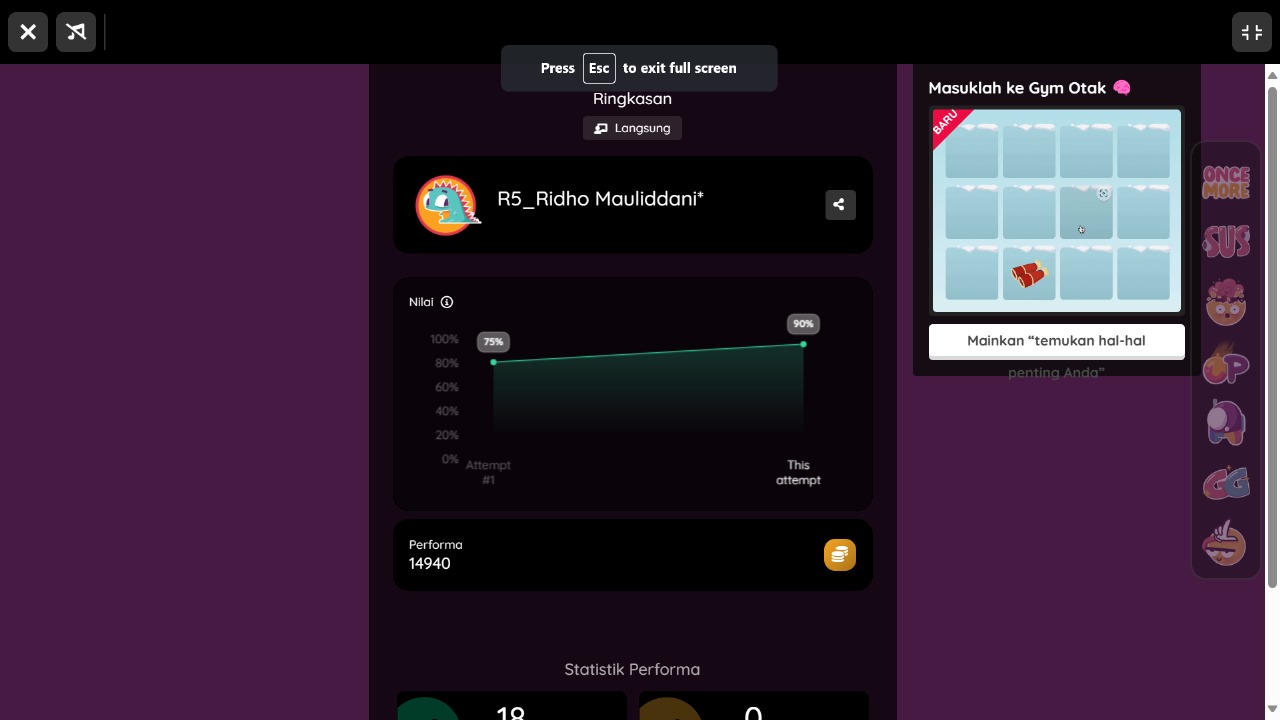 Press Esc to exit full screen
Ringkasan
Langsung
R5_Ridho Mauliddani*
Nilai
100%
80%
60%
40%
20%
0%
75%
90%
Attempt
#1
This
attempt
Performa
14940
Statistik Performa
18
0
Masuklah ke Gym Otak
BARU
Mainkan “temukan hal-hal
penting Anda”
ONCE
MORE
SUS
OP
GG